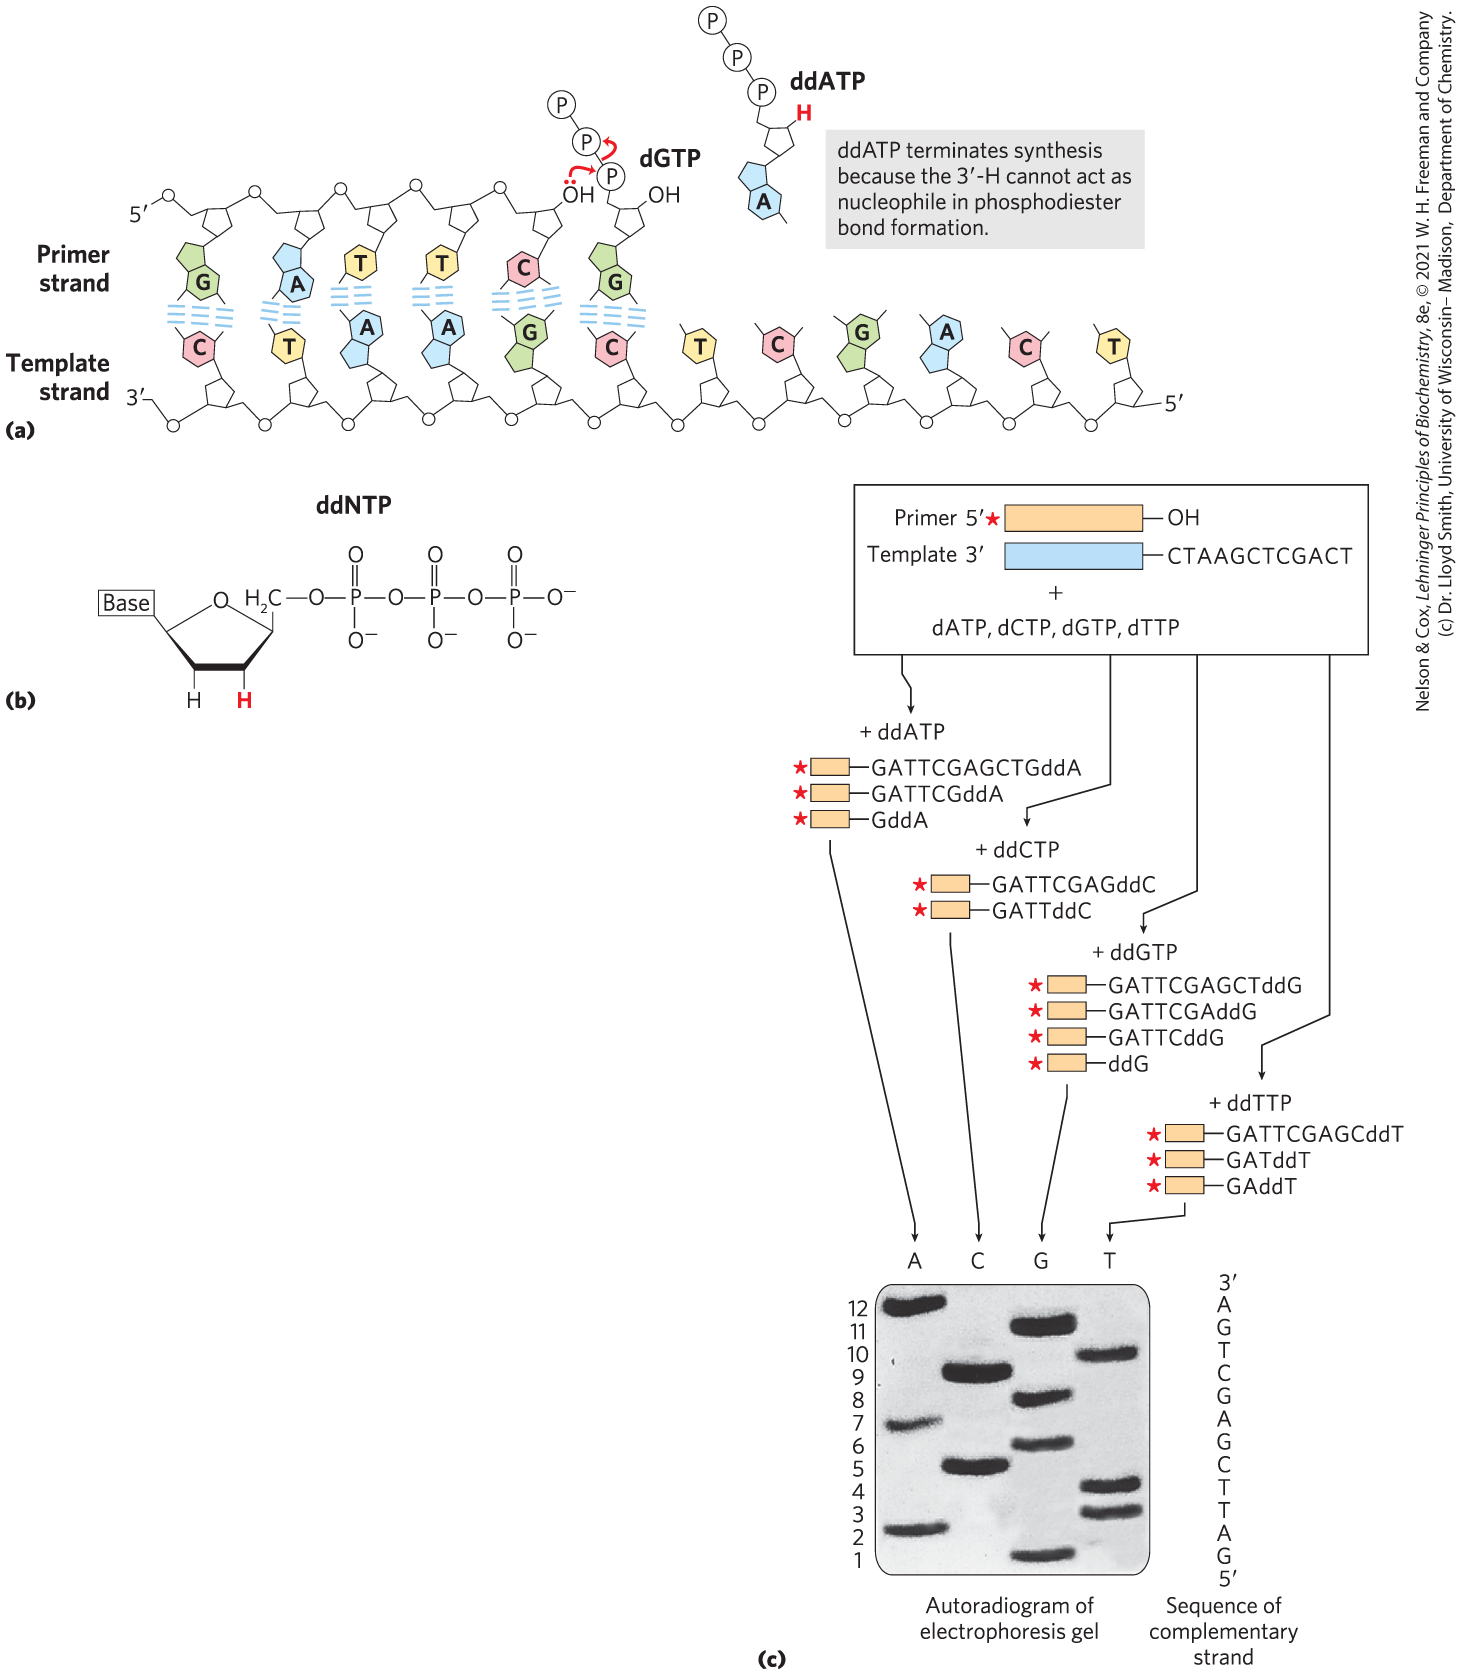 P
P
P
ddATP
H
A
ddATP terminates synthesis
because the 3′-H cannot act as
nucleophile in phosphodiester
bond formation.
P
P
P
dGTP
OH
OH
5′
Primer
strand
G
A
T
T
C
G
Template
strand
C
T
A
A
G
C
T
C
G
A
C
T
3′
5′
(a)
ddNTP
Base
O
H2C
O
P
O
P
O
P
O−
O
O
O
O−
O−
O−
H
H
(b)
Primer 5′★
OH
Template 3′
CTAAGCTCGACT
+
dATP, dCTP, dGTP, dTTP
+ ddATP
★ GATTCGAGCTGddA
★ GATTCGddA
★ GddA
+ ddCTP
★ GATTCGAGddC
★ GATTddC
+ ddGTP
★ GATTCGAGCTddG
★ GATTCGAddG
★ GATTCddG
★ ddG
+ ddTTP
★ GATTCGAGCddT
★ GATddT
★ GAddT
A C G T
12
11
10
9
8
7
6
5
4
3
2
1
3′
A
G
T
C
G
A
G
C
T
T
A
G
5′
Autoradiogram of
electrophoresis gel
Sequence of
complementary
strand
(c)
Nelson & Cox, Lehninger Principles of Biochemistry, 8e, © 2021 W. H. Freeman and Company
(c) Dr. Lloyd Smith, University of Wisconsin– Madison, Department of Chemistry.